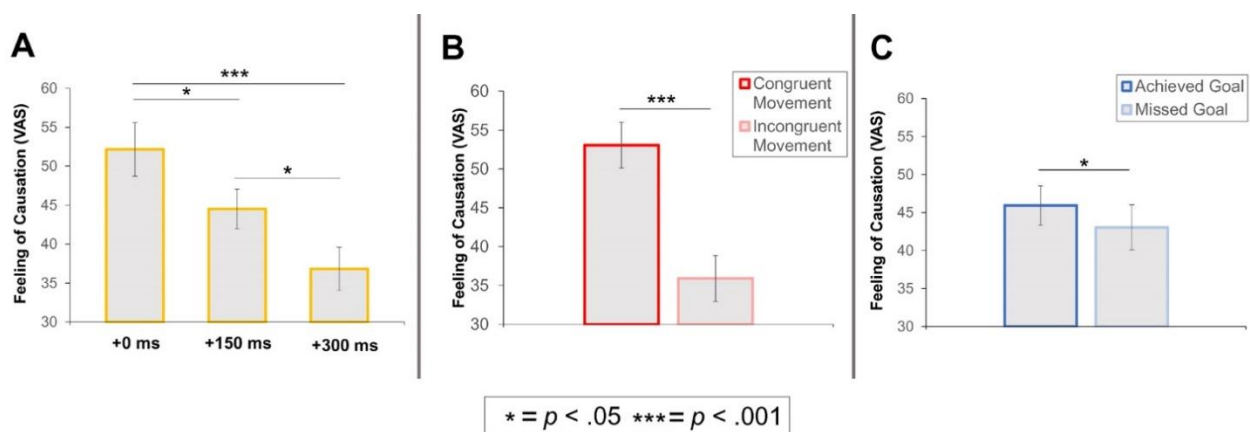 A
Feeling of Causation (VAS)
60
55
50
45
40
35
30
***
*
*
+0 ms
+150 ms
+300 ms
B
Feeling of Causation (VAS)
60
55
50
45
40
35
30
***
Congruent
Movement
Incongruent
Movement
C
Feeling of Causation (VAS)
60
55
50
45
40
35
30
*
Achieved Goal
Missed Goal
* = p < .05 ***= p < .001